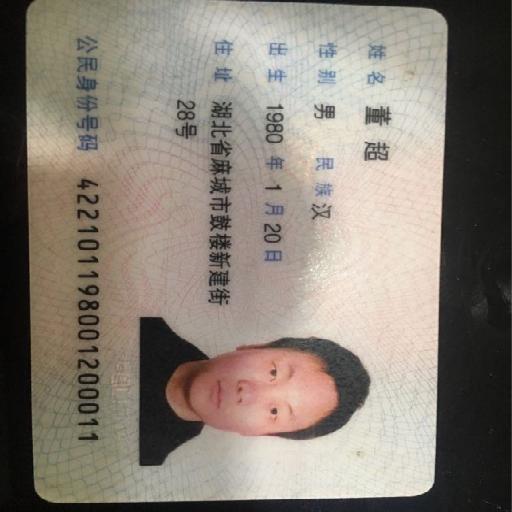 姓名 董超
性别 男 民族 汉
出生 1980 年 1 月 20 日
住址 湖北省麻城市鼓楼新建街
28号
公民身份号码 422101198001200011